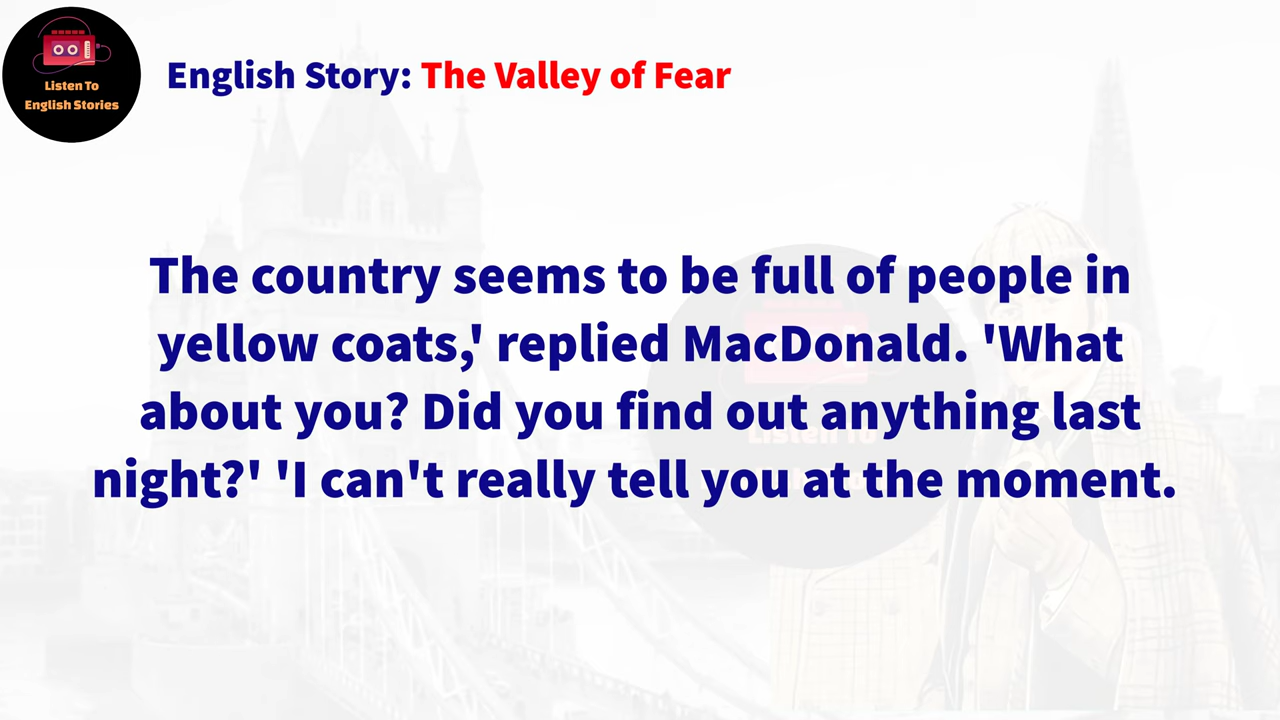 Listen To
English Stories
English Story: The Valley of Fear
The country seems to be full of people in
yellow coats,' replied MacDonald. 'What
about you? Did you find out anything last
night?' 'I can't really tell you at the moment.
Listen To